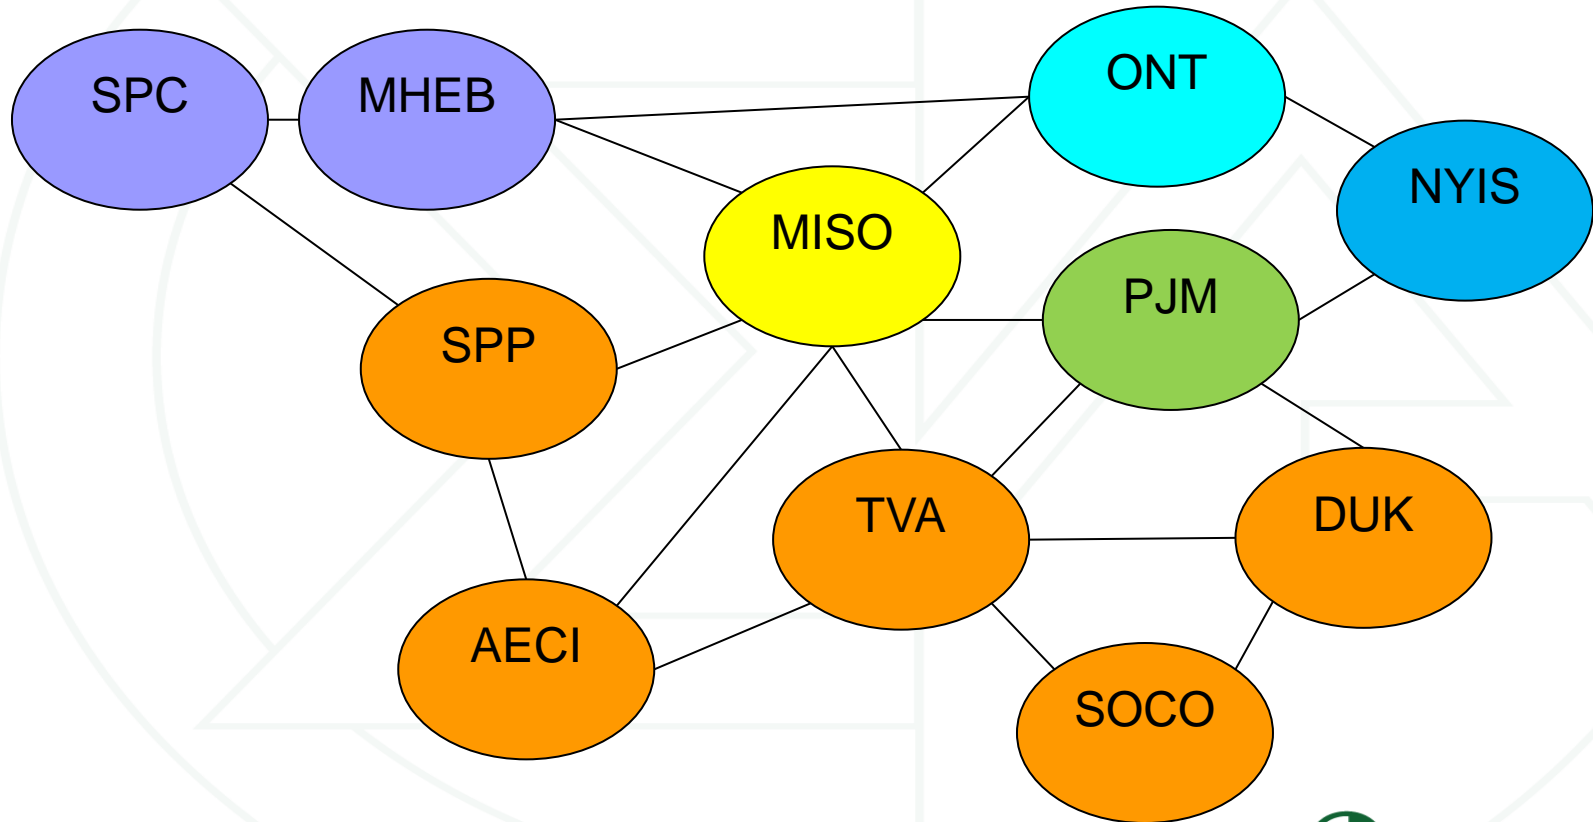 SPC
MHEB
ONT
NYIS
MISO
PJM
SPP
TVA
DUK
AECI
SOCO